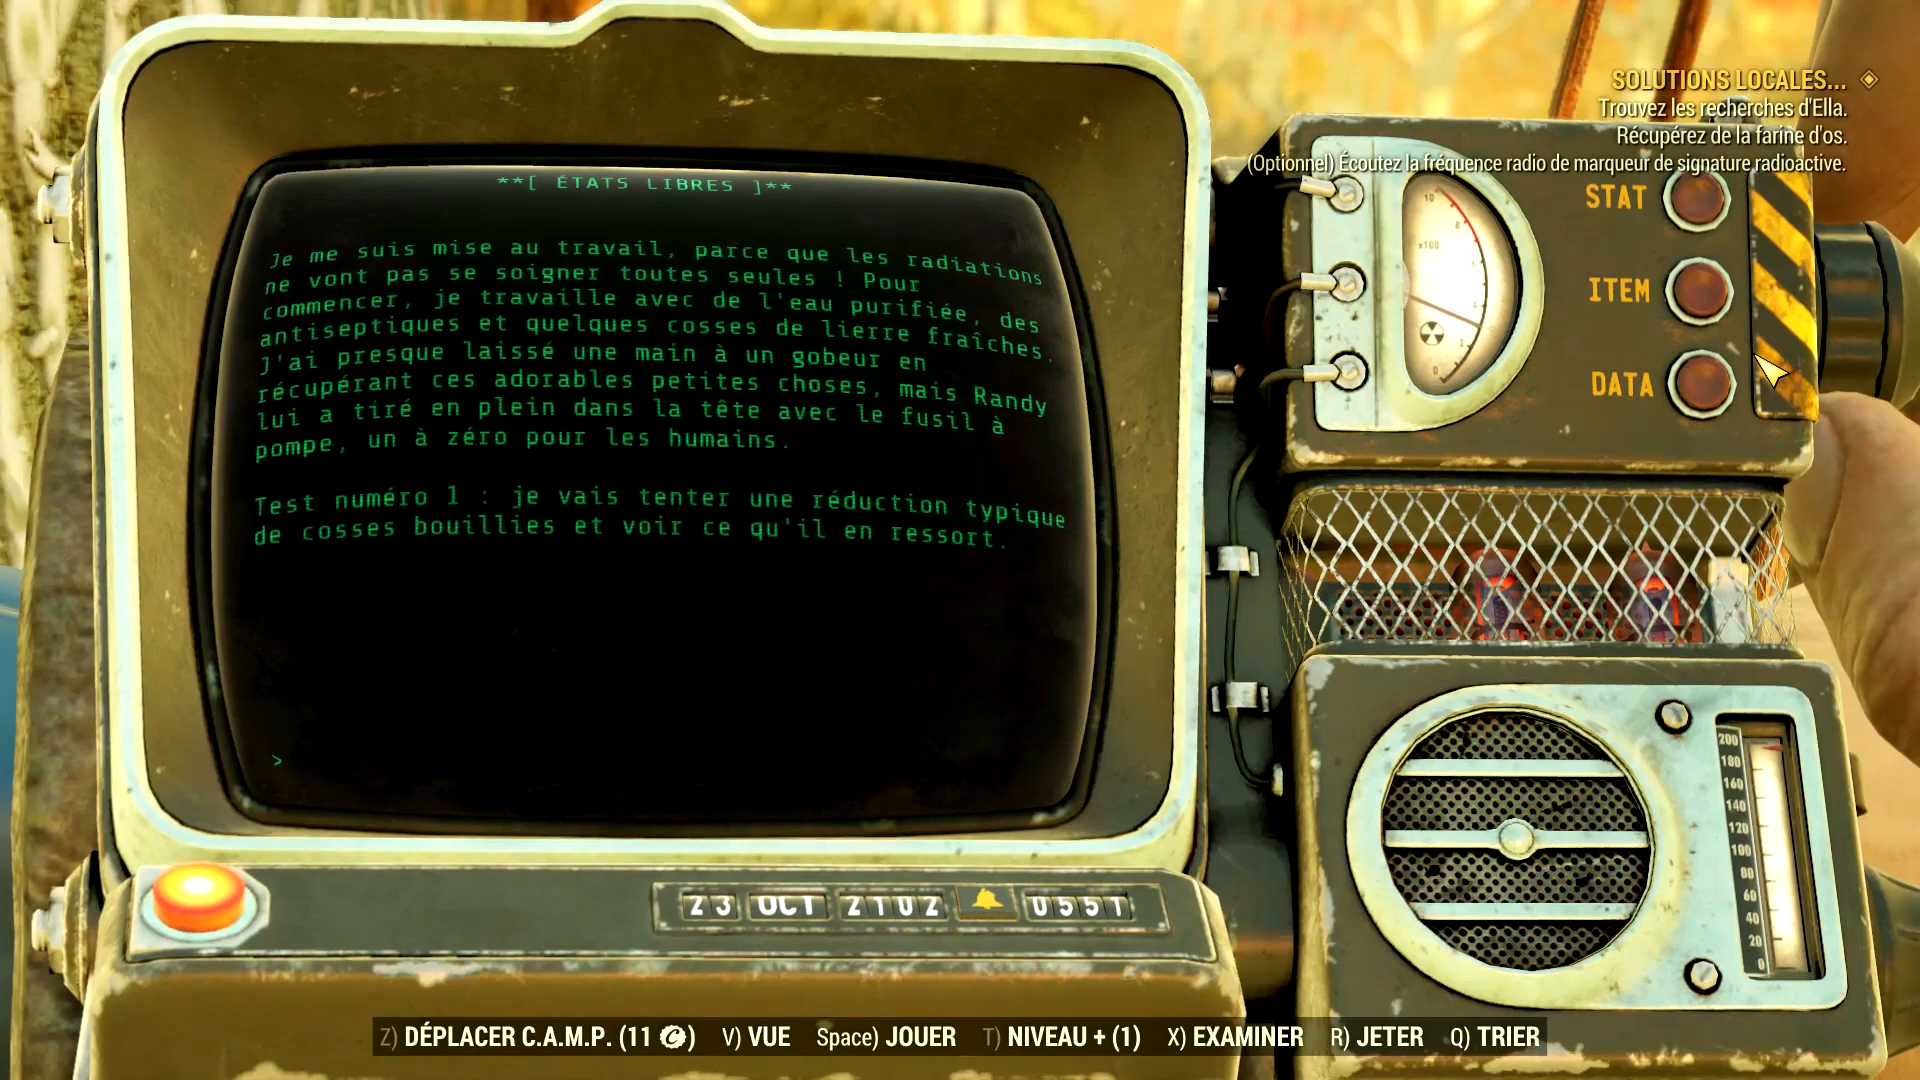 SOLUTIONS LOCALES...
Trouvez les recherches d'Ella.
Récupérez de la farine d'os.
(Optionnel) Écoutez la fréquence radio de marqueur de signature radioactive.
**[ ÉTATS LIBRES ]**
Je me suis mise au travail, parce que les radiations
ne vont pas se soigner toutes seules ! Pour
commencer, je travaille avec de l'eau purifiée, des
antiseptiques et quelques cosses de lierre fraîches.
J'ai presque laissé une main à un gobeur en
récupérant ces adorables petites choses, mais Randy
lui a tiré en plein dans la tête avec le fusil à
pompe, un à zéro pour les humains.
Test numéro 1 : je vais tenter une réduction typique
de cosses bouillies et voir ce qu'il en ressort.
>
STAT
ITEM
DATA
10
8
x100
4
2
0
200
180
160
140
120
100
80
60
40
20
0
23 OCT 2102 0551
Z) DÉPLACER C.A.M.P. (11 ) V) VUE Space) JOUER T) NIVEAU + (1) X) EXAMINER R) JETER Q) TRIER